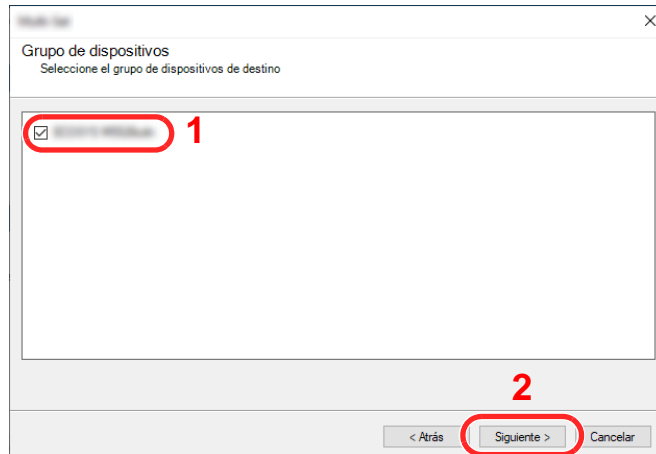 Grupo de dispositivos
Seleccione el grupo de dispositivos de destino
1
2
< Atrás
Siguiente >
Cancelar